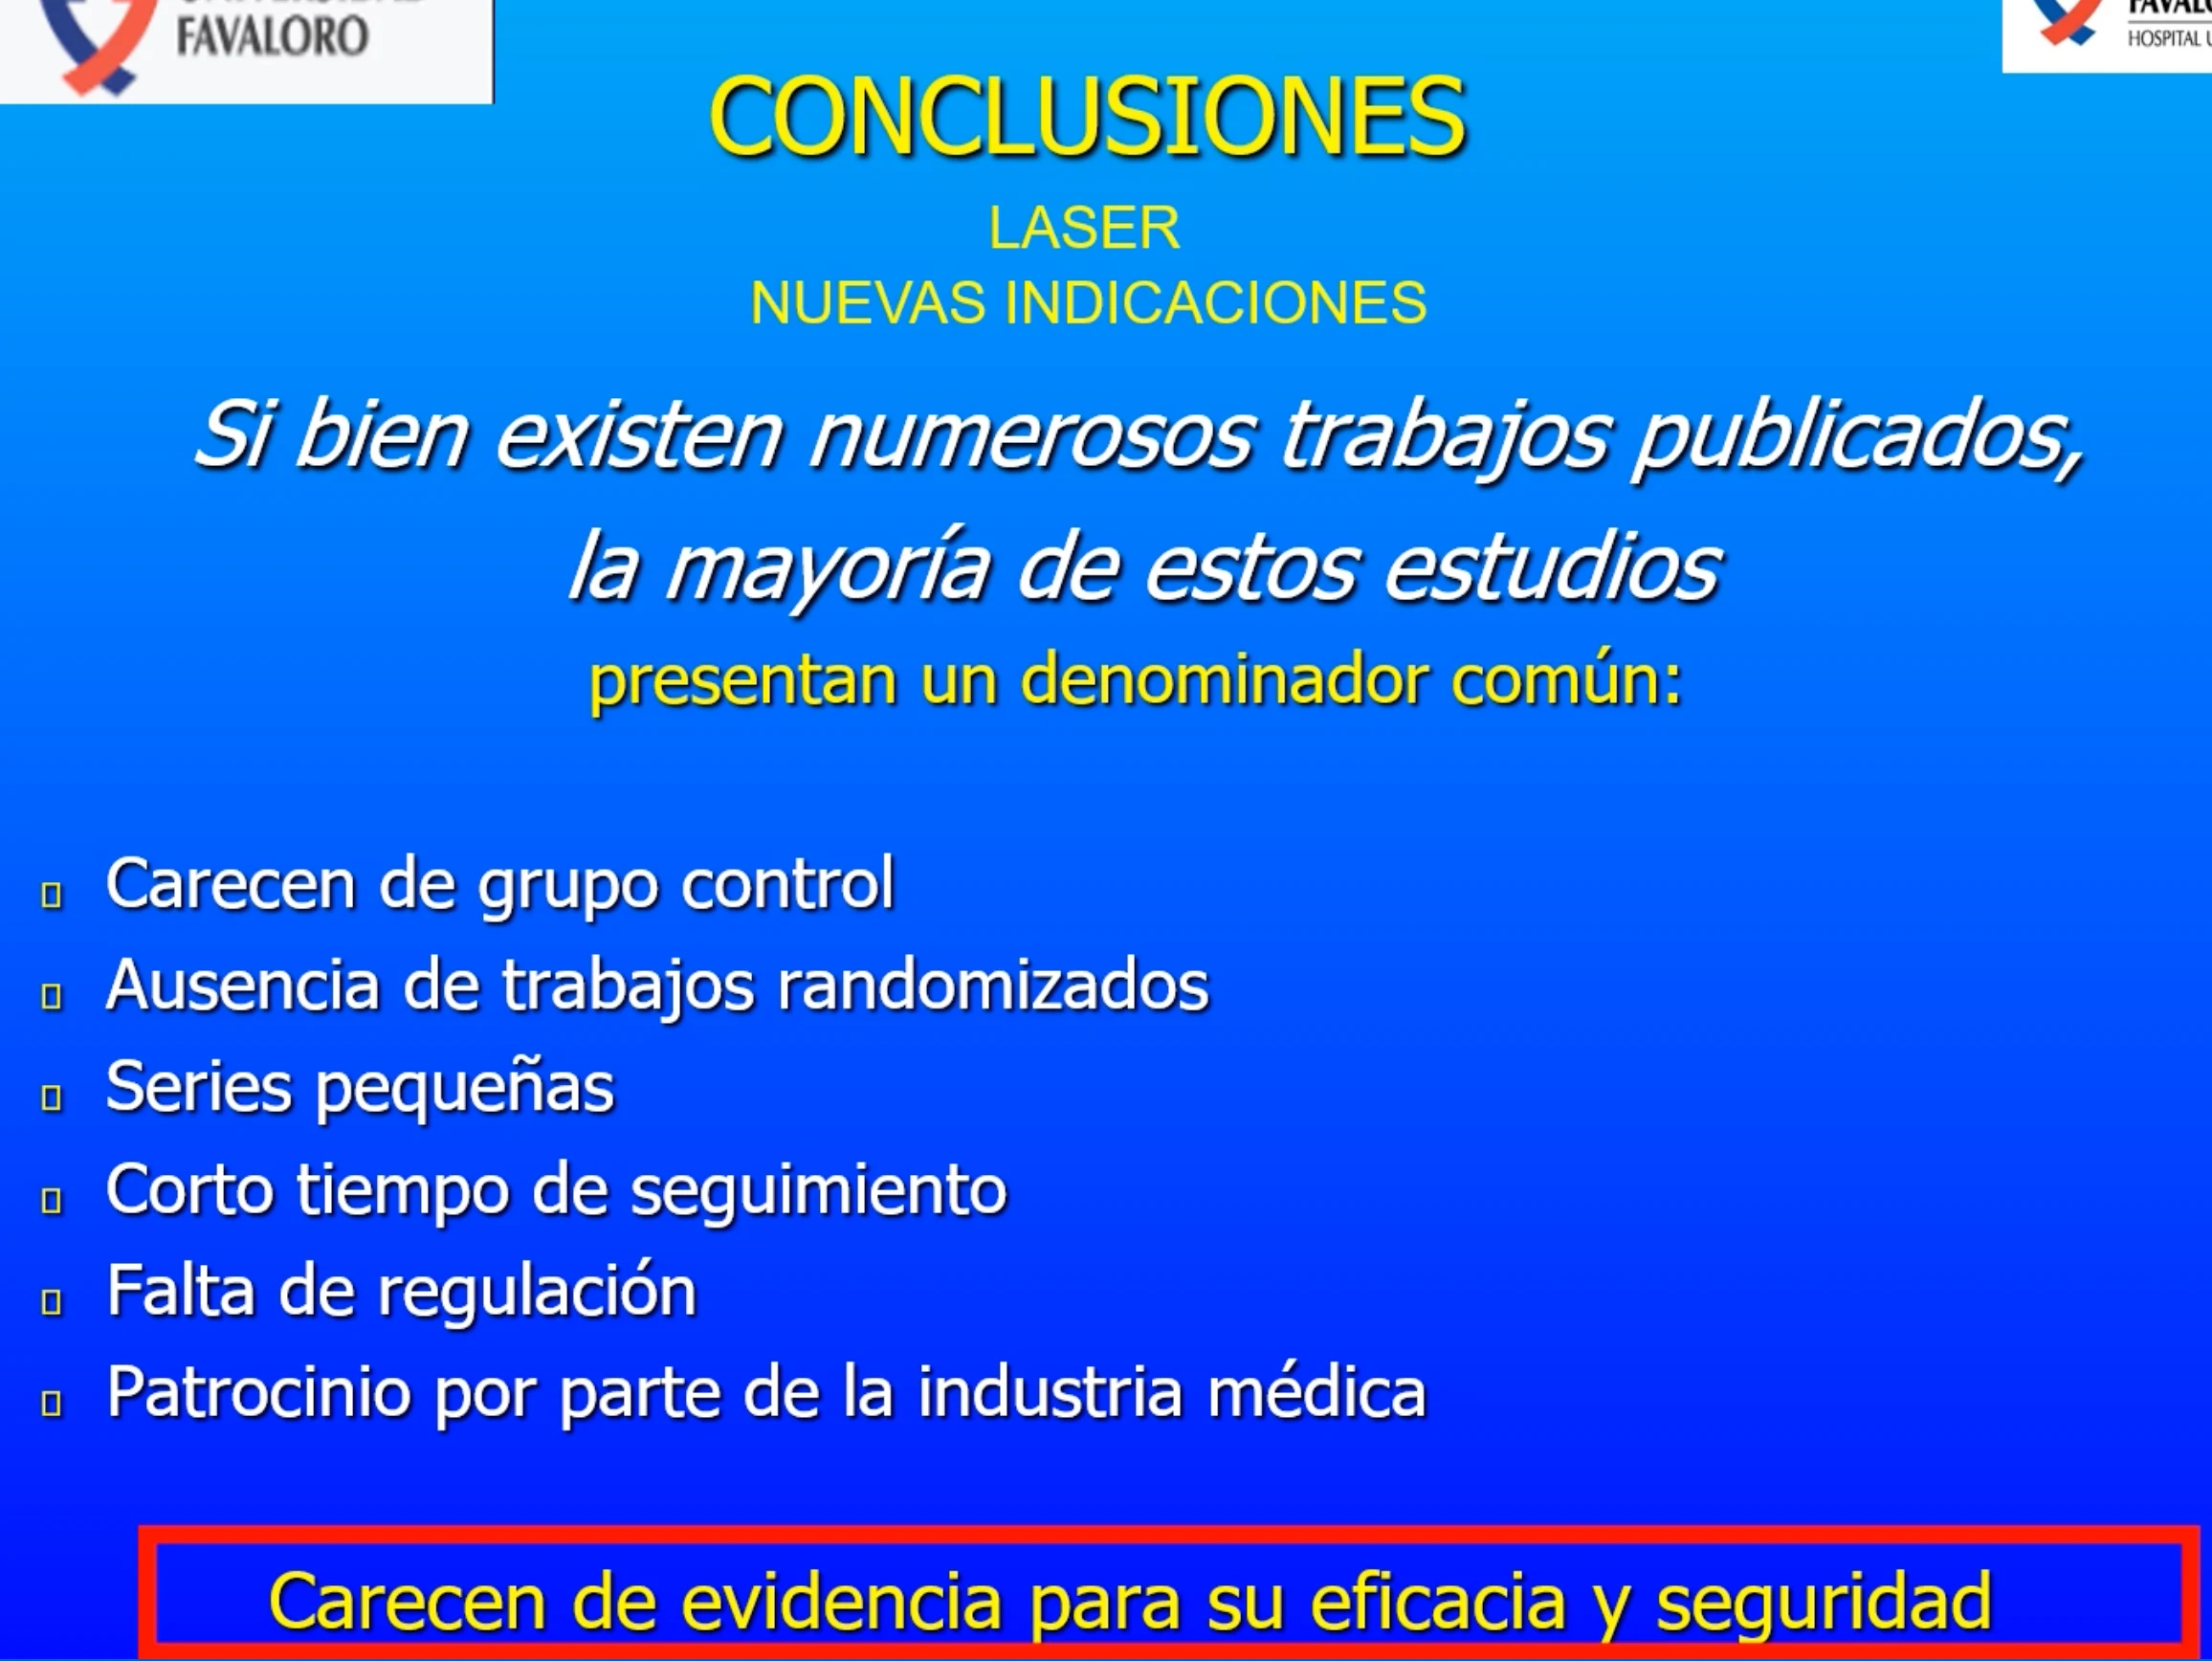 FAVALORO
HOSPITAL
CONCLUSIONES
LASER
NUEVAS INDICACIONES
Si bien existen numerosos trabajos publicados,
la mayoría de estos estudios
presentan un denominador común:
Carecen de grupo control
Ausencia de trabajos randomizados
Series pequeñas
Corto tiempo de seguimiento
Falta de regulación
Patrocinio por parte de la industria médica
Carecen de evidencia para su eficacia y seguridad